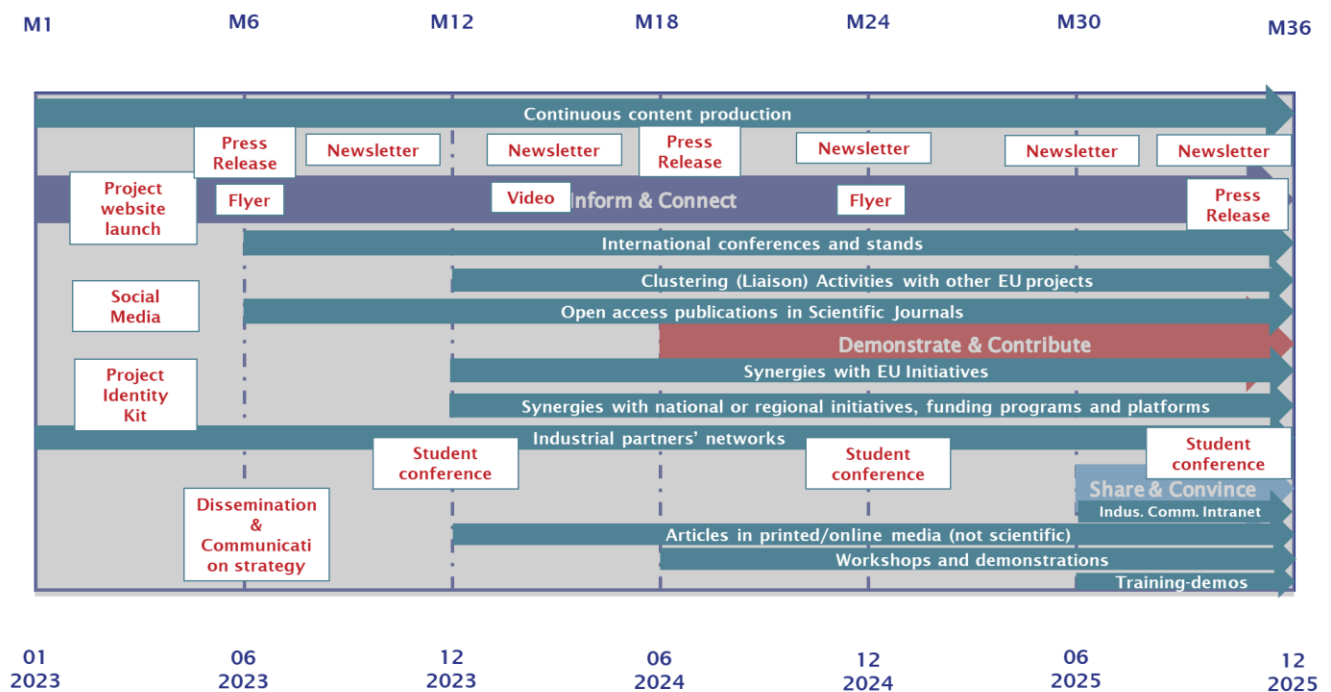 M1
M6
M12
M18
M24
M30
M36
Continuous content production
Press
Release
Newsletter
Newsletter
Press
Release
Newsletter
Newsletter
Newsletter
Project
website
launch
Flyer
Video
Inform & Connect
Flyer
Press
Release
International conferences and stands
Clustering (Liaison) Activities with other EU projects
Social
Media
Open access publications in Scientific Journals
Demonstrate & Contribute
Project
Identity
Kit
Synergies with EU Initiatives
Synergies with national or regional initiatives, funding programs and platforms
Industrial partners’ networks
Student
conference
Student
conference
Student
conference
Share & Convince
Dissemination
&
Communicati
on strategy
Indus. Comm. Intranet
Articles in printed/online media (not scientific)
Workshops and demonstrations
Training-demos
01
2023
06
2023
12
2023
06
2024
12
2024
06
2025
12
2025